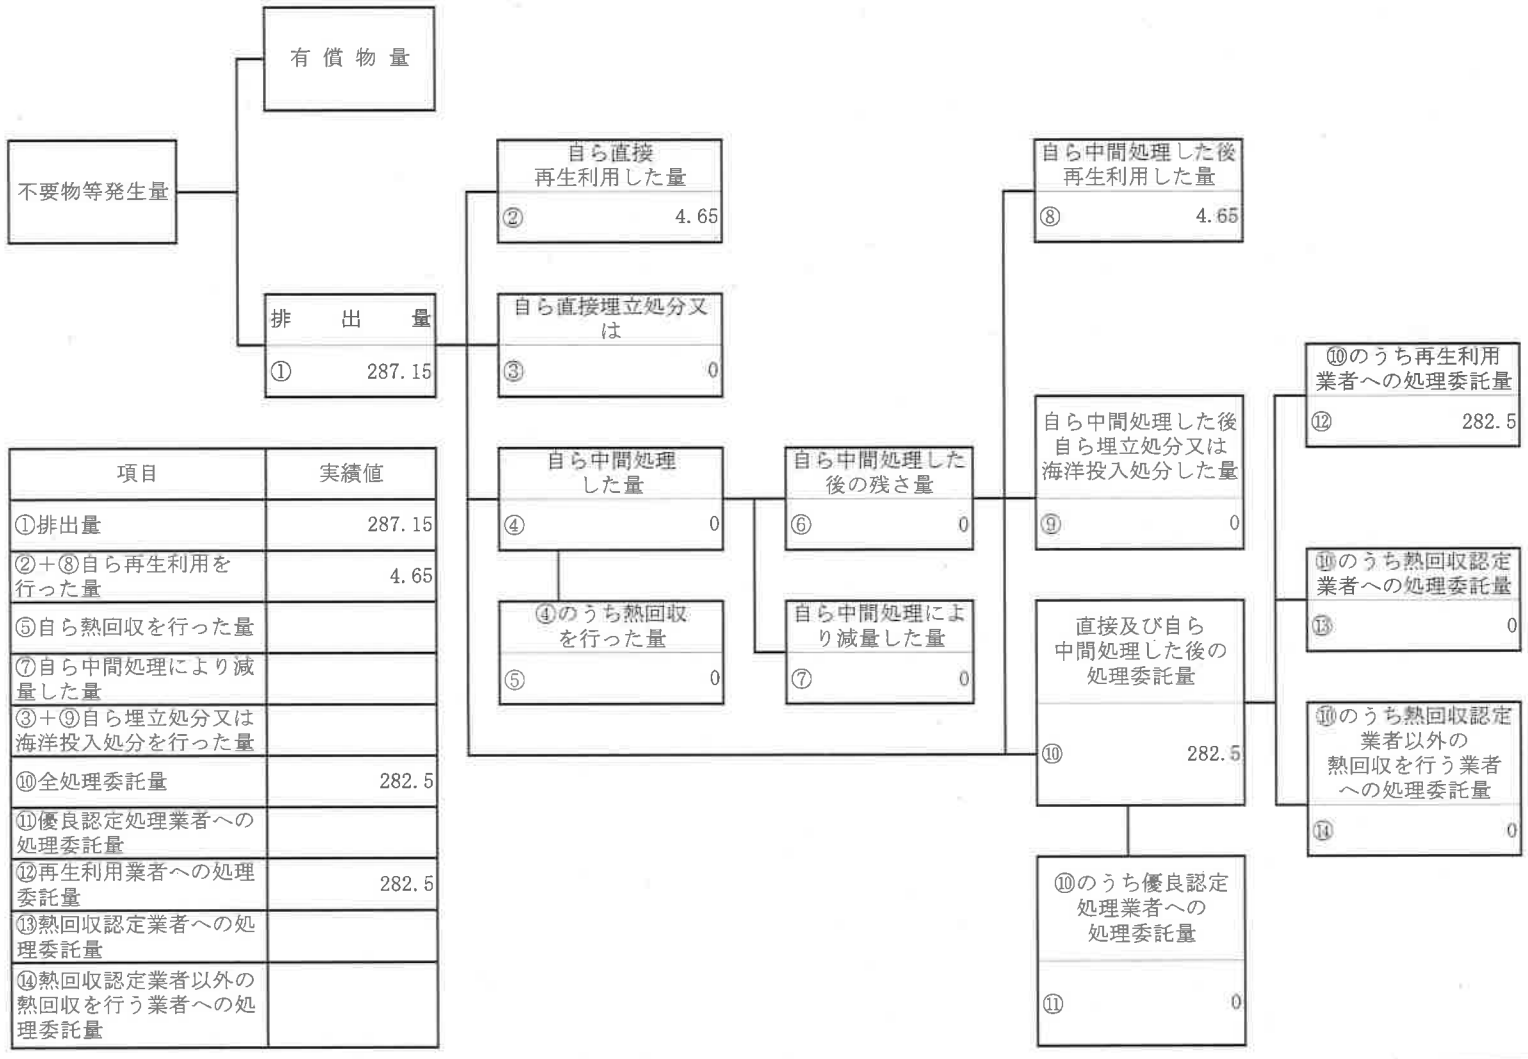 有償物量
不要物等発生量
排出量
① 287.15
自ら直接
再生利用した量
② 4.65
自ら直接埋立処分又
は
③ 0
自ら中間処理
した量
④ 0
④のうち熱回収
を行った量
⑤ 0
自ら中間処理した
後の残さ量
⑥ 0
自ら中間処理によ
り減量した量
⑦ 0
自ら中間処理した後
再生利用した量
⑧ 4.65
自ら中間処理した後
自ら埋立処分又は
海洋投入処分した量
⑨ 0
直接及び自ら
中間処理した後の
処理委託量
⑩ 282.5
⑩のうち優良認定
処理業者への
処理委託量
⑪ 0
⑩のうち再生利用
業者への処理委託量
⑫ 282.5
⑩のうち熱回収認定
業者への処理委託量
⑬ 0
⑩のうち熱回収認定
業者以外の
熱回収を行う業者
への処理委託量
⑭ 0
項目 実績値
①排出量 287.15
②＋⑧自ら再生利用を
行った量 4.65
⑤自ら熱回収を行った量
⑦自ら中間処理により減
量した量
③＋⑨自ら埋立処分又は
海洋投入処分を行った量
⑩全処理委託量 282.5
⑪優良認定処理業者への
処理委託量
⑫再生利用業者への処理
委託量 282.5
⑬熱回収認定業者への処
理委託量
⑭熱回収認定業者以外の
熱回収を行う業者への処
理委託量